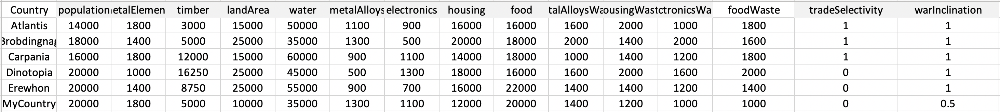 Country population etalElemen timber landArea water metalAlloys electronics housing food talAlloysWa ousingWast ctronicsWas foodWaste tradeSelectivity warInclination
Atlantis 14000 1800 3000 15000 50000 1100 900 16000 16000 1600 2000 1000 1800 1 1
Brobdingnag 18000 1400 5000 25000 35000 1300 500 20000 18000 2000 1400 2000 1600 1 1
Carpania 16000 1800 12000 15000 60000 900 1100 14000 18000 1000 1400 1200 1800 1 1
Dinotopia 20000 1000 16250 25000 45000 500 1300 18000 16000 1600 2000 1600 2000 0 1
Erewhon 20000 1400 8750 25000 55000 900 700 16000 22000 1400 1400 1200 1400 0 1
MyCountry 20000 1800 5000 10000 35000 1300 1100 12000 20000 1400 1200 1000 1000 0 0.5